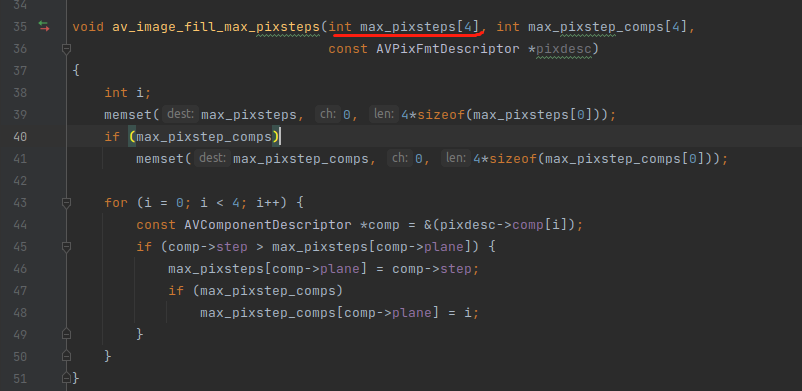 34
35 void av_image_fill_max_pixsteps(int max_pixsteps[4], int max_pixstep_comps[4],
36 const AVPixFmtDescriptor *pixdesc)
37 {
38 int i;
39 memset( dest: max_pixsteps, ch: 0, len: 4*sizeof(max_pixsteps[0]));
40 if (max_pixstep_comps)
41 memset( dest: max_pixstep_comps, ch: 0, len: 4*sizeof(max_pixstep_comps[0]));
42
43 for (i = 0; i < 4; i++) {
44 const AVComponentDescriptor *comp = &(pixdesc->comp[i]);
45 if (comp->step > max_pixsteps[comp->plane]) {
46 max_pixsteps[comp->plane] = comp->step;
47 if (max_pixstep_comps)
48 max_pixstep_comps[comp->plane] = i;
49 }
50 }
51 }